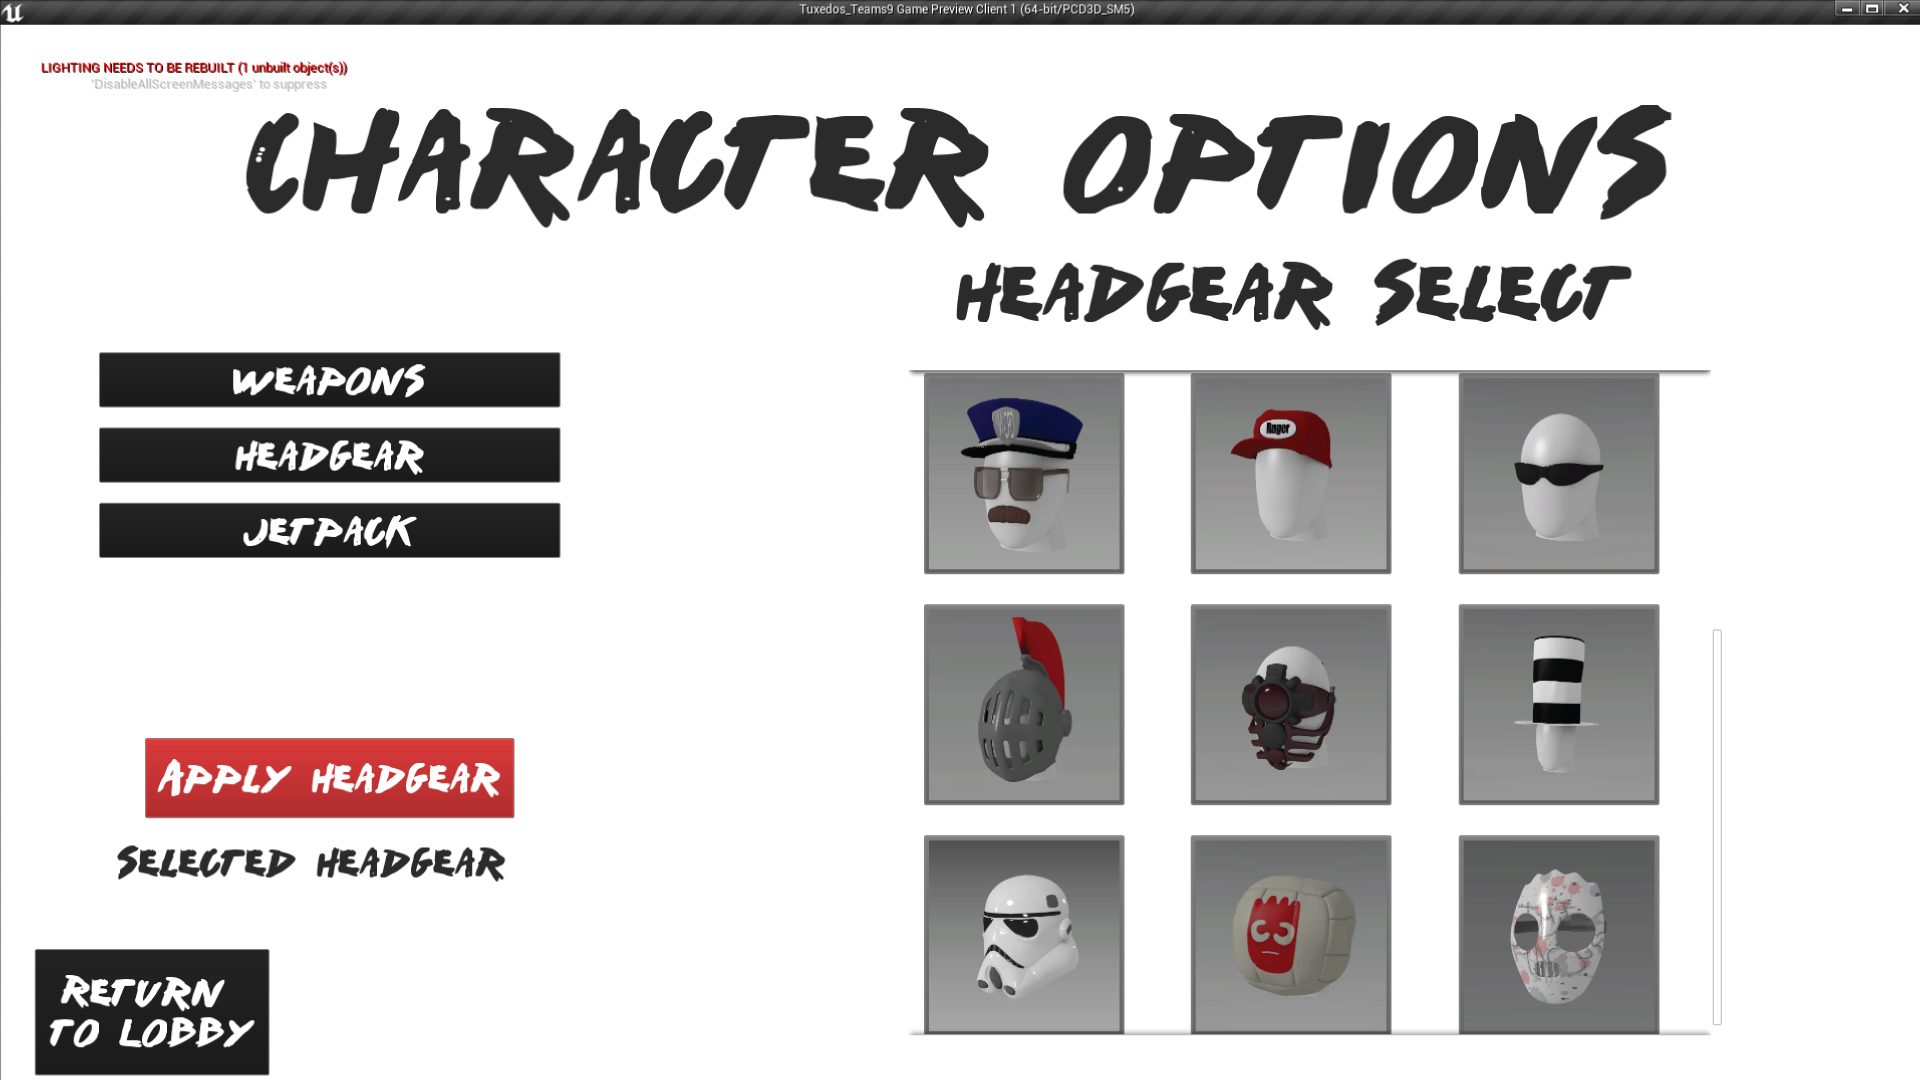 Tuxedos_Teams9 Game Preview Client 1 (64-bit/PCD3D_SM5)
LIGHTING NEEDS TO BE REBUILT (1 unbuilt object(s))
'DisableAllScreenMessages' to suppress
CHARACTER OPTIONS
HEADGEAR SELECT
WEAPONS
HEADGEAR
JETPACK
Ruger
APPLY HEADGEAR
SELECTED HEADGEAR
RETURN
TO LOBBY